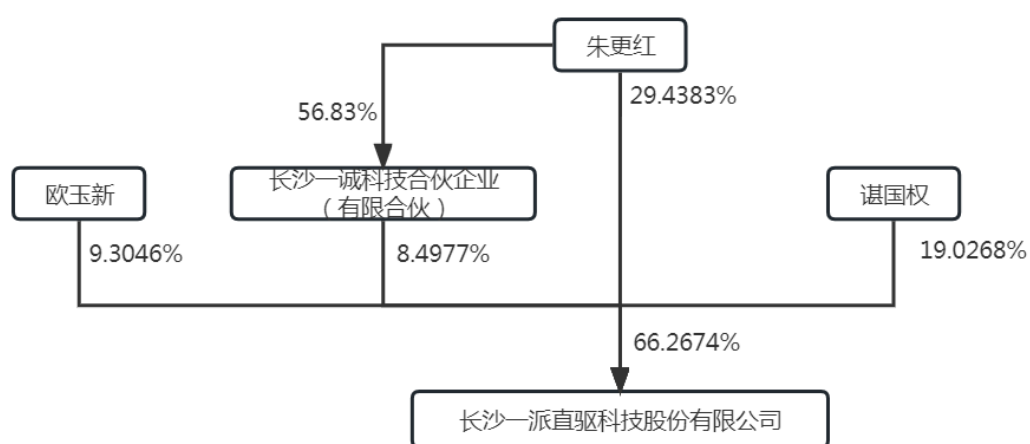 朱更红
29.4383%
56.83%
长沙一诚科技合伙企业
（有限合伙）
欧玉新
谌国权
9.3046%
8.4977%
19.0268%
66.2674%
长沙一派直驱科技股份有限公司